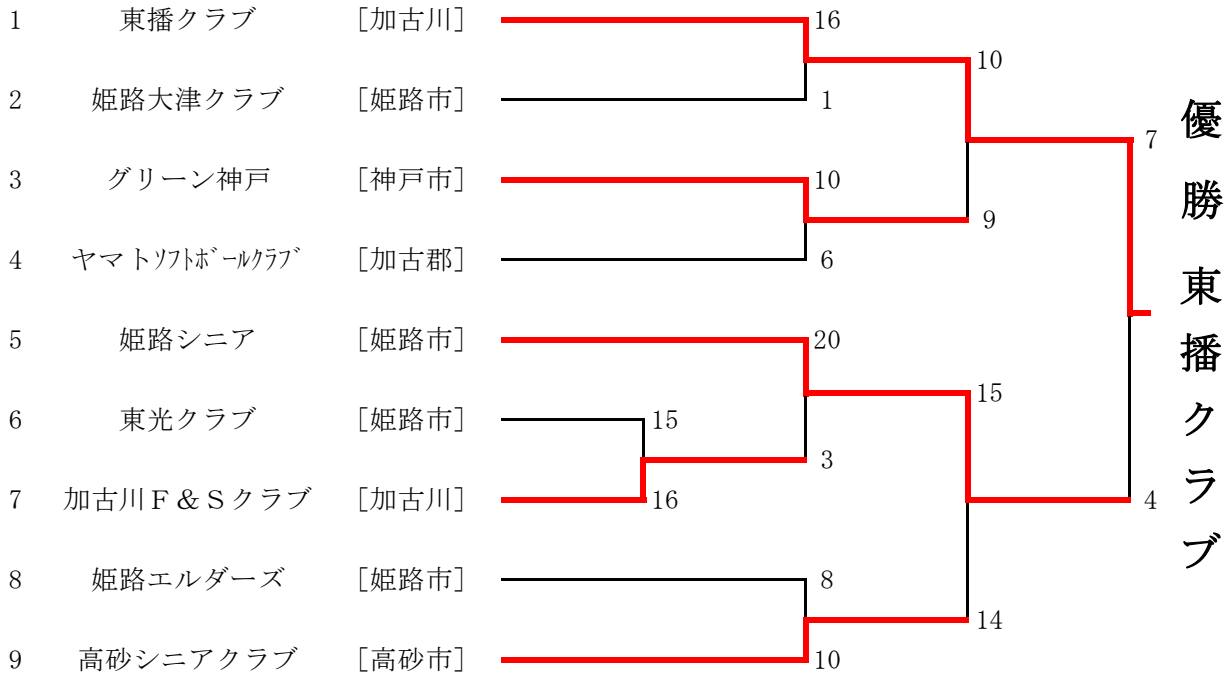 1 東播クラブ [加古川] 16
10
2 姫路大津クラブ [姫路市] 1
7
3 グリーン神戸 [神戸市] 10
9
4 ヤマトソフトボールクラブ [加古郡] 6
5 姫路シニア [姫路市] 20
15
6 東光クラブ [姫路市] 15
3
7 加古川F&Sクラブ [加古川] 16
4
8 姫路エルダーズ [姫路市] 8
14
9 高砂シニアクラブ [高砂市] 10
優勝 東播クラブ